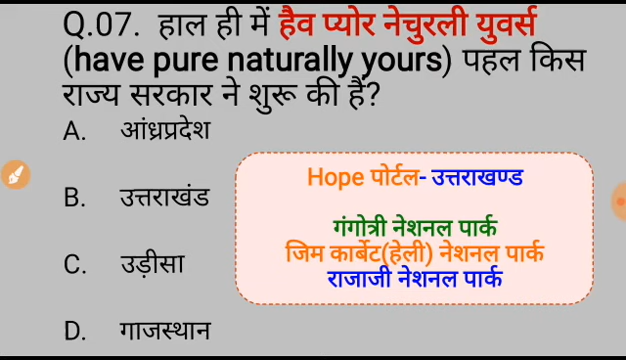 Q.07. हाल ही में हैव प्योर नेचुरली युवर्स
(have pure naturally yours) पहल किस
राज्य सरकार ने शुरू की हैं?
A. आंध्रप्रदेश
B. उत्तराखंड
C. उड़ीसा
D. गाजस्थान
Hope पोर्टल- उत्तराखण्ड
गंगोत्री नेशनल पार्क
जिम कार्बेट(हेली) नेशनल पार्क
राजाजी नेशनल पार्क